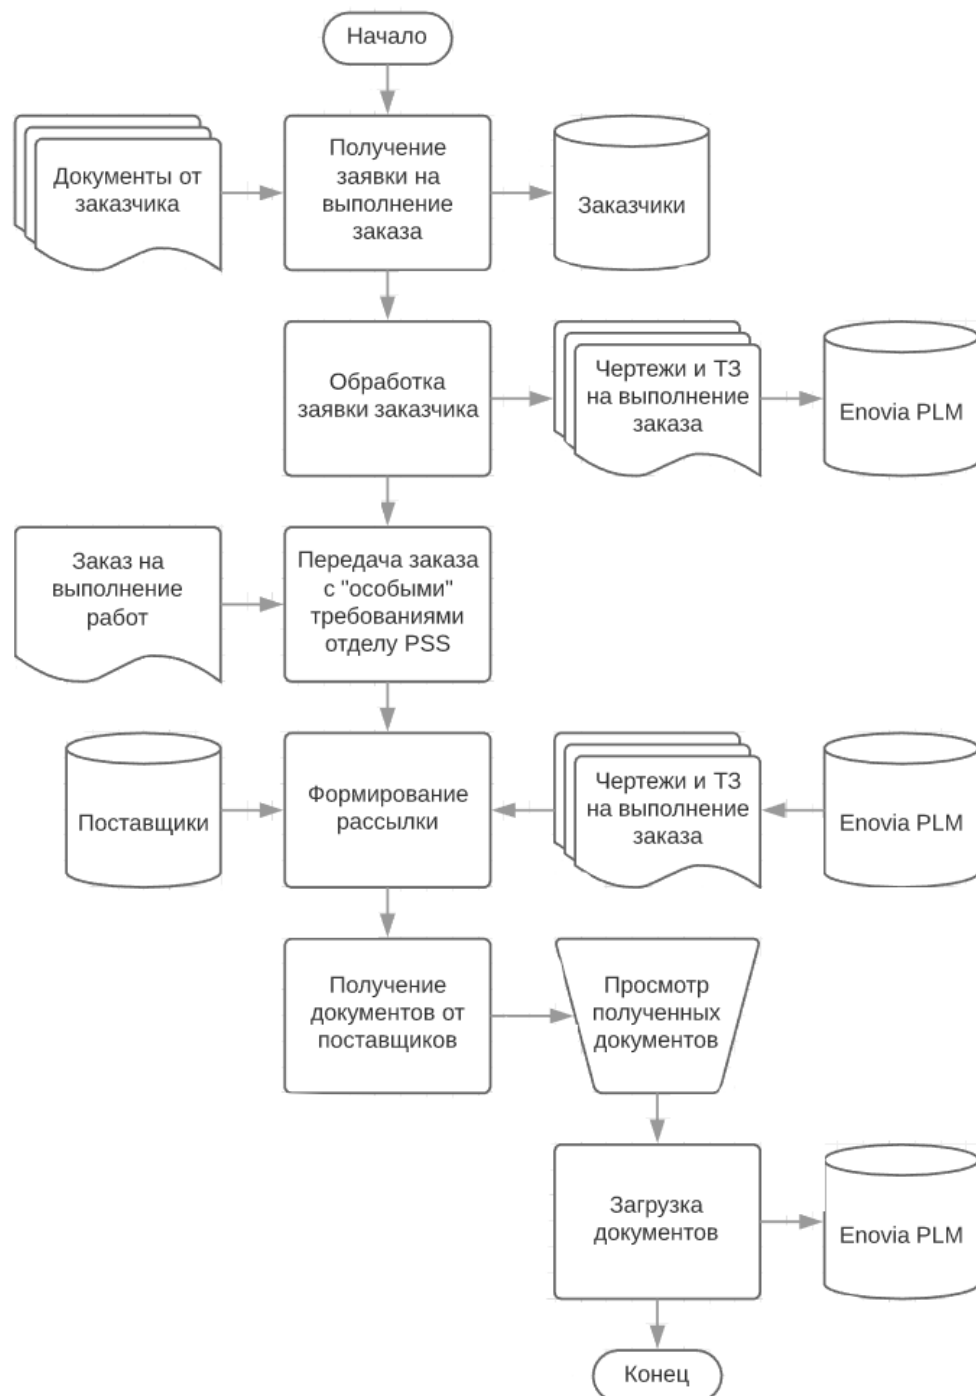 Начало
Документы от
заказчика
Получение
заявки на
выполнение
заказа
Заказчики
Обработка
заявки заказчика
Чертежи и ТЗ
на выполнение
заказа
Enovia PLM
Заказ на
выполнение
работ
Передача заказа
с "особыми"
требованиями
отделу PSS
Поставщики
Формирование
рассылки
Чертежи и ТЗ
на выполнение
заказа
Enovia PLM
Получение
документов от
поставщиков
Просмотр
полученных
документов
Загрузка
документов
Enovia PLM
Конец